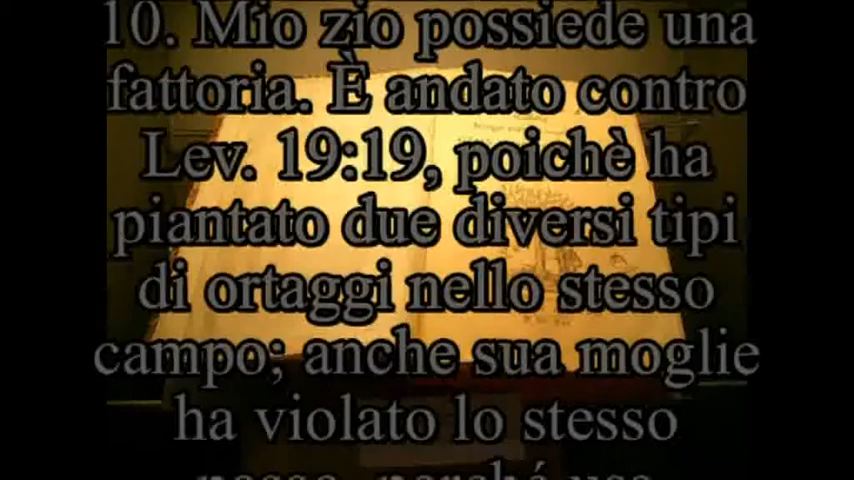 10. Mio zio possiede una
fattoria. È andato contro
Lev. 19:19, poichè ha
piantato due diversi tipi
di ortaggi nello stesso
campo; anche sua moglie
ha violato lo stesso